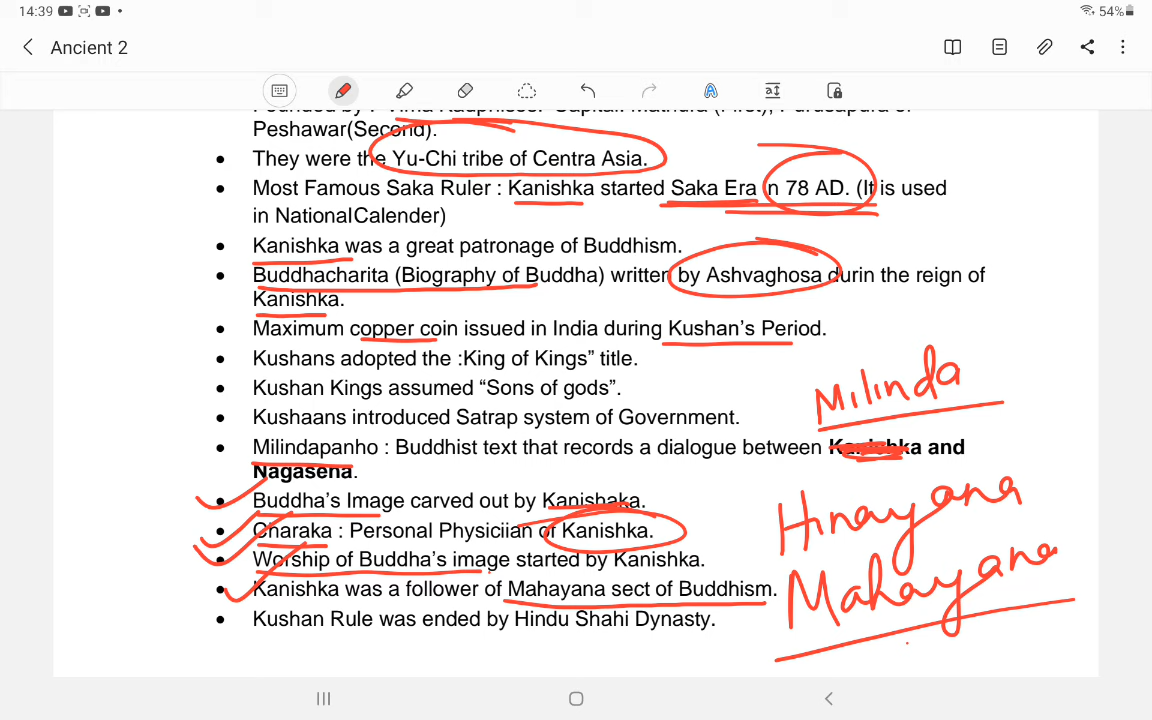 14:39
54%
Ancient 2
Peshawar(Second).
They were the Yu-Chi tribe of Centra Asia.
Most Famous Saka Ruler : Kanishka started Saka Era in 78 AD. (It is used
in NationalCalender)
Kanishka was a great patronage of Buddhism.
Buddhacharita (Biography of Buddha) written by Ashvaghosa durin the reign of
Kanishka.
Maximum copper coin issued in India during Kushan's Period.
Kushans adopted the :King of Kings” title.
Kushan Kings assumed “Sons of gods”.
Milinda
Kushaans introduced Satrap system of Government.
Milindapanho : Buddhist text that records a dialogue between Kanishka and
Nagasena.
Buddha's Image carved out by Kanishaka.
Hinayana
Charaka : Personal Physiciian of Kanishka.
Worship of Buddha's image started by Kanishka.
Kanishka was a follower of Mahayana sect of Buddhism.
Mahayana
Kushan Rule was ended by Hindu Shahi Dynasty.